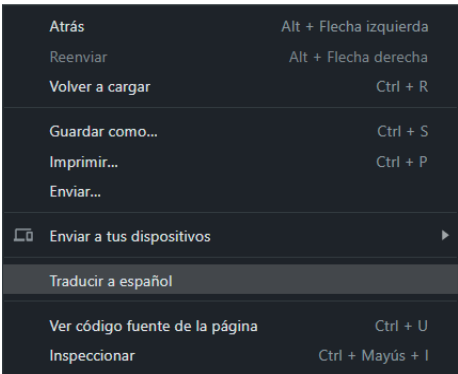 Atrás Alt + Flecha izquierda
Reenviar Alt + Flecha derecha
Volver a cargar Ctrl + R
Guardar como... Ctrl + S
Imprimir... Ctrl + P
Enviar...
Enviar a tus dispositivos
Traducir a español
Ver código fuente de la página Ctrl + U
Inspeccionar Ctrl + Mayús + I